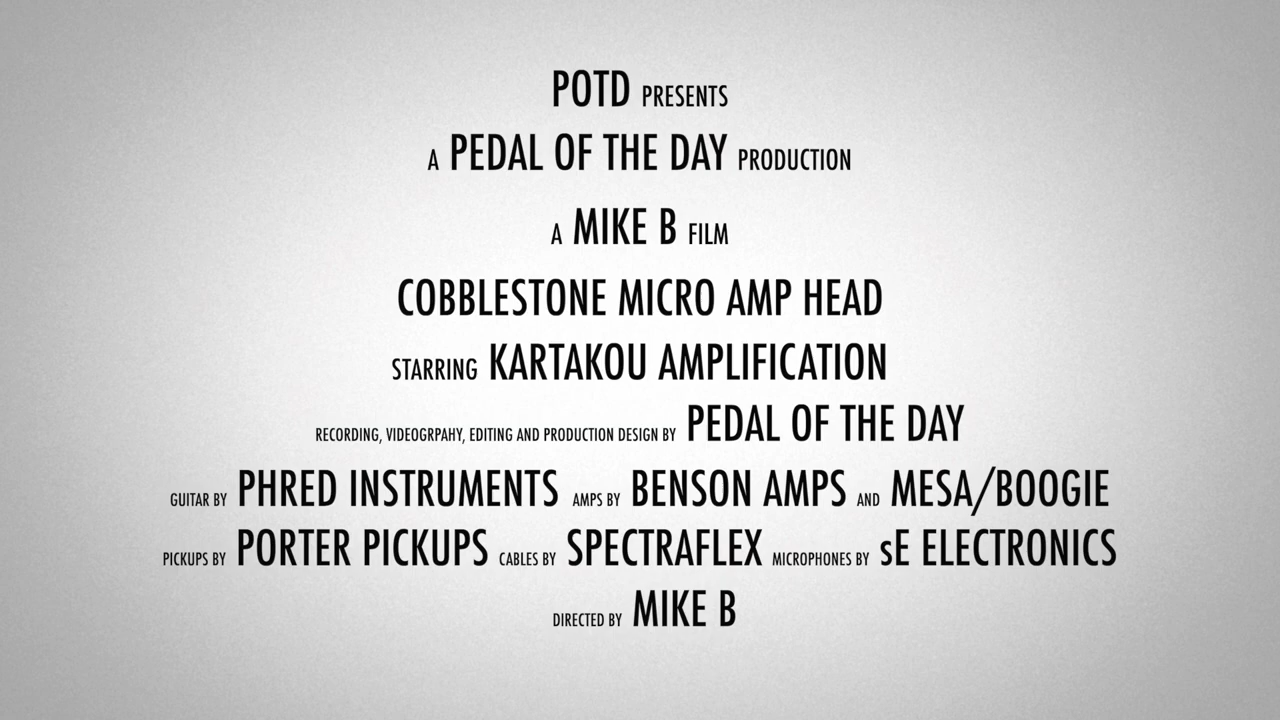 POTD PRESENTS
A PEDAL OF THE DAY PRODUCTION
A MIKE B FILM
COBBLESTONE MICRO AMP HEAD
STARRING KARTAKOU AMPLIFICATION
RECORDING, VIDEOGRPAHY, EDITING AND PRODUCTION DESIGN BY PEDAL OF THE DAY
GUITAR BY PHRED INSTRUMENTS AMPS BY BENSON AMPS AND MESA/BOOGIE
PICKUPS BY PORTER PICKUPS CABLES BY SPECTRAFLEX MICROPHONES BY sE ELECTRONICS
DIRECTED BY MIKE B